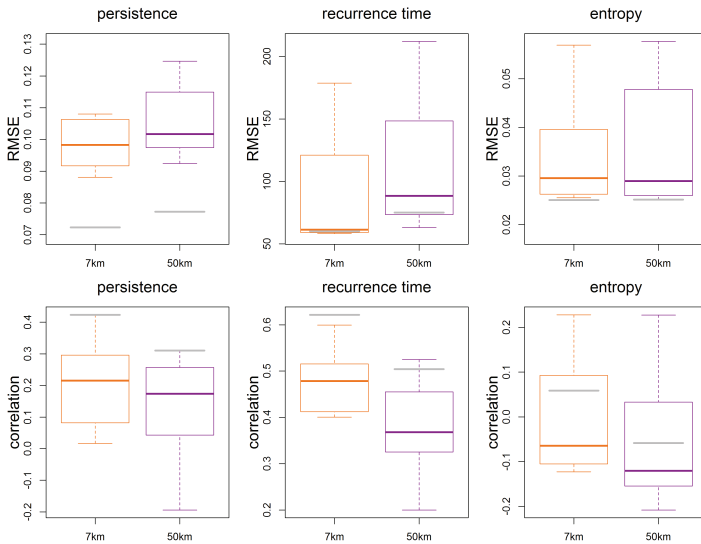 persistence
recurrence time
entropy
RMSE
0.07 0.08 0.09 0.10 0.11 0.12 0.13
7km 50km
RMSE
50 100 150 200
7km 50km
RMSE
0.02 0.03 0.04 0.05
7km 50km
persistence
recurrence time
entropy
correlation
-0.2 -0.1 0.0 0.1 0.2 0.3 0.4
7km 50km
correlation
0.2 0.3 0.4 0.5 0.6
7km 50km
correlation
-0.2 -0.1 0.0 0.1 0.2
7km 50km